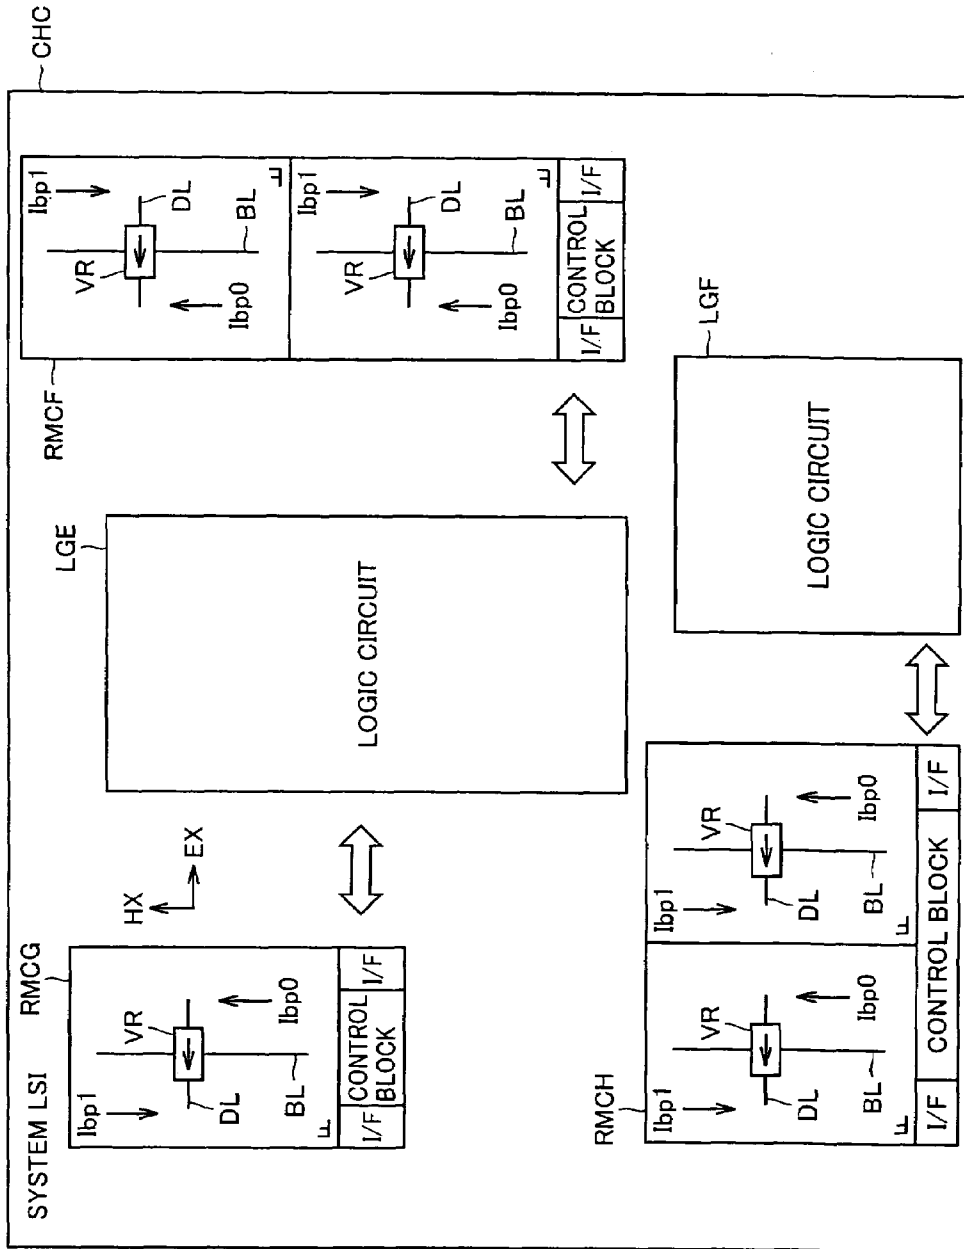 SYSTEM LSI
CHC
RMCG
Ibp1
VR
DL
Ibp0
BL
F
I/F
CONTROL
BLOCK
I/F
HX
EX
LGE
LOGIC CIRCUIT
RMCF
Ibp1
VR
DL
Ibp0
BL
F
Ibp1
VR
DL
Ibp0
BL
F
I/F
CONTROL
BLOCK
I/F
RMCH
Ibp1
VR
DL
Ibp0
BL
F
Ibp1
VR
DL
Ibp0
BL
F
I/F
CONTROL BLOCK
I/F
LGF
LOGIC CIRCUIT